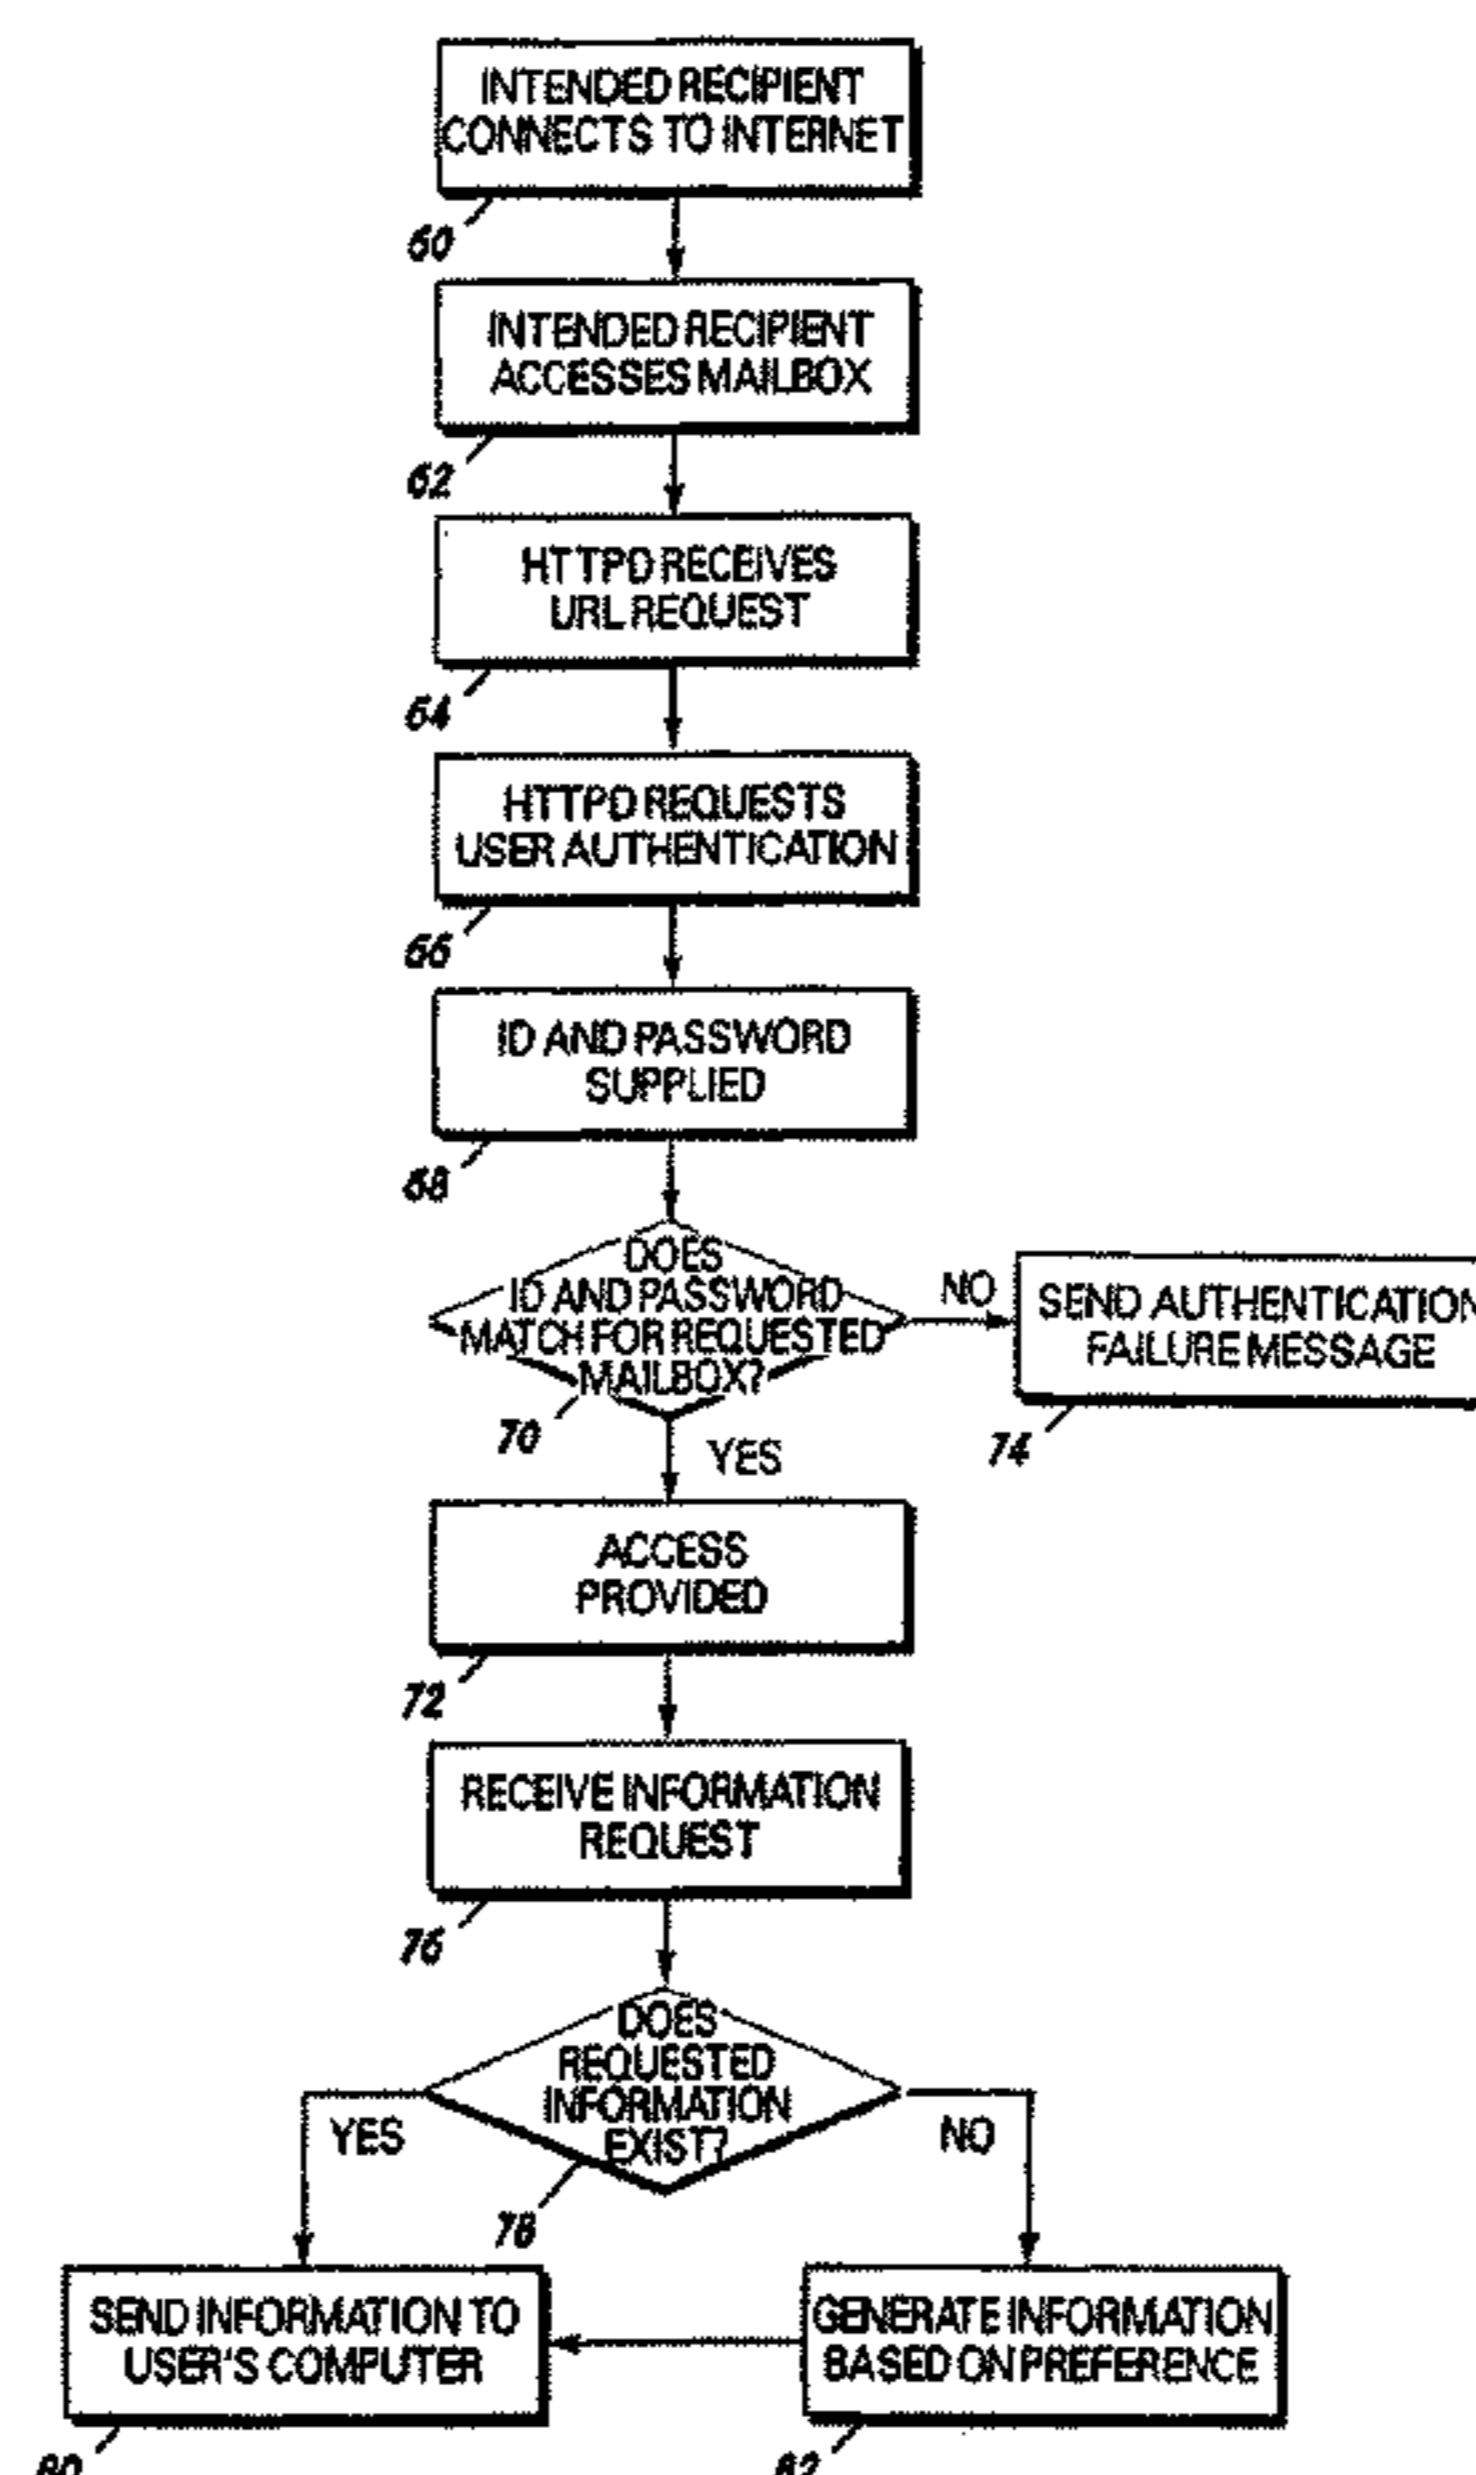 INTENDED RECIPIENT
CONNECTS TO INTERNET
60
INTENDED RECIPIENT
ACCESSES MAILBOX
62
HTTPD RECEIVES
URL REQUEST
64
HTTPD REQUESTS
USER AUTHENTICATION
66
ID AND PASSWORD
SUPPLIED
68
DOES
ID AND PASSWORD
MATCH FOR REQUESTED
MAILBOX?
70
NO
SEND AUTHENTICATION
FAILURE MESSAGE
74
YES
ACCESS
PROVIDED
72
RECEIVE INFORMATION
REQUEST
76
DOES
REQUESTED
INFORMATION
EXIST?
78
YES
NO
SEND INFORMATION TO
USER'S COMPUTER
80
GENERATE INFORMATION
BASED ON PREFERENCE
82